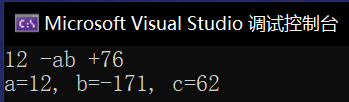 Microsoft Visual Studio 调试控制台
12 -ab +76
a=12, b=-171, c=62